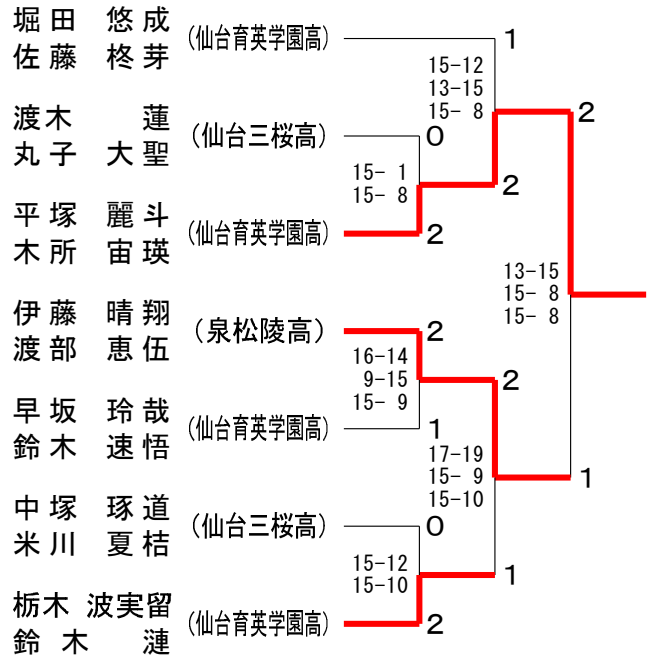 堀田 悠成
佐藤 柊芽
(仙台育英学園高)
1
15-12
13-15
15- 8
2
渡木 蓮
丸子 大聖
(仙台三桜高)
0
15- 1
15- 8
2
平塚 麗斗
木所 宙瑛
(仙台育英学園高)
2
13-15
15- 8
15- 8
伊藤 晴翔
渡部 恵伍
(泉松陵高)
2
16-14
9-15
15- 9
2
早坂 玲哉
鈴木 速悟
(仙台育英学園高)
1
17-19
15- 9
15-10
1
中塚 琢道
米川 夏桔
(仙台三桜高)
0
15-12
15-10
1
栃木 波実留
鈴木 漣
(仙台育英学園高)
2